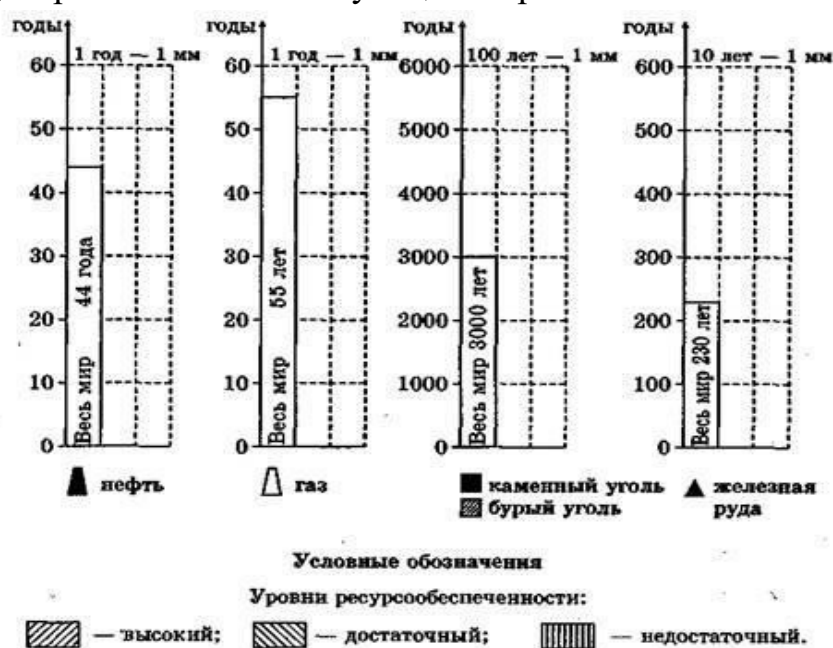 годы годы годы годы
1 год — 1 мм 1 год — 1 мм 100 лет — 1 мм 10 лет — 1 мм
60 60 6000 600
50 50 5000 500
40 40 4000 400
30 30 3000 300
20 20 2000 200
10 10 1000 100
0 0 0 0
Весь мир 44 года
Весь мир 55 лет
Весь мир 3000 лет
Весь мир 230 лет
нефть газ каменный уголь железная
бурый уголь руда
Условные обозначения
Уровни ресурсообеспеченности:
— высокий; — достаточный; — недостаточный.